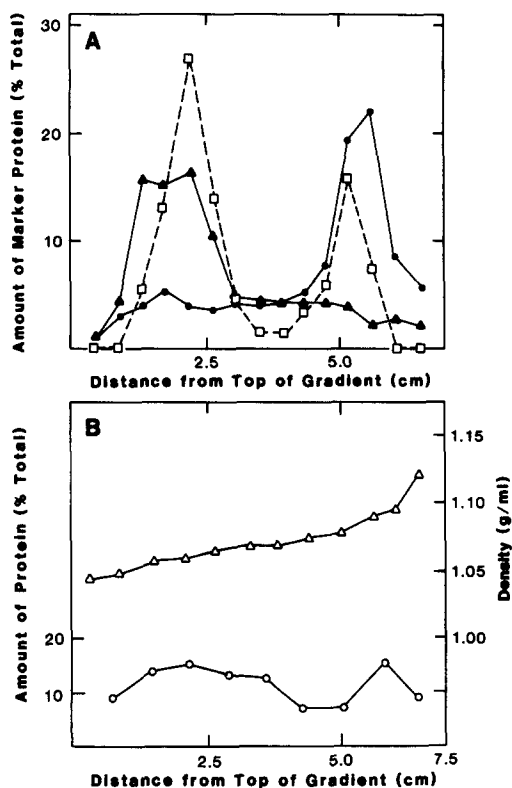 A
Amount of Marker Protein (% Total)
30
20
10
2.5
5.0
Distance from Top of Gradient (cm)
B
Amount of Protein (% Total)
20
10
1.15
1.10
1.05
1.00
Density (g/ml)
2.5
5.0
7.5
Distance from Top of Gradient (cm)